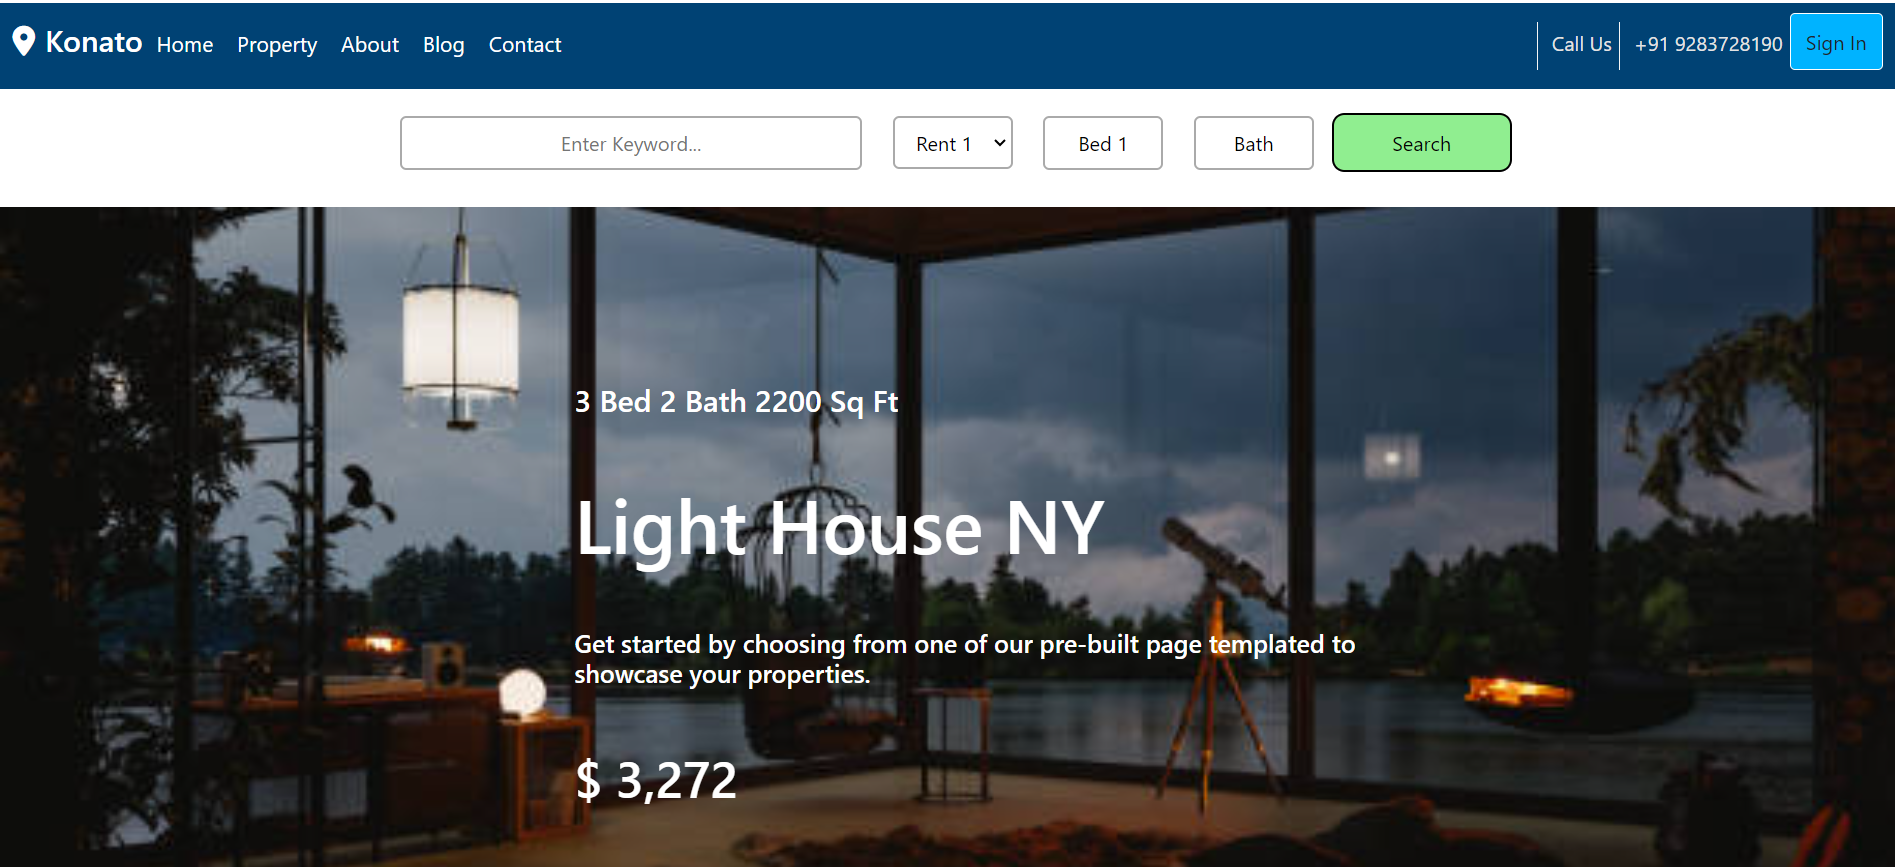 Konato Home Property About Blog Contact Call Us +91 9283728190 Sign In
Enter Keyword... Rent 1 Bed 1 Bath Search
3 Bed 2 Bath 2200 Sq Ft
Light House NY
Get started by choosing from one of our pre-built page templated to
showcase your properties.
$ 3,272